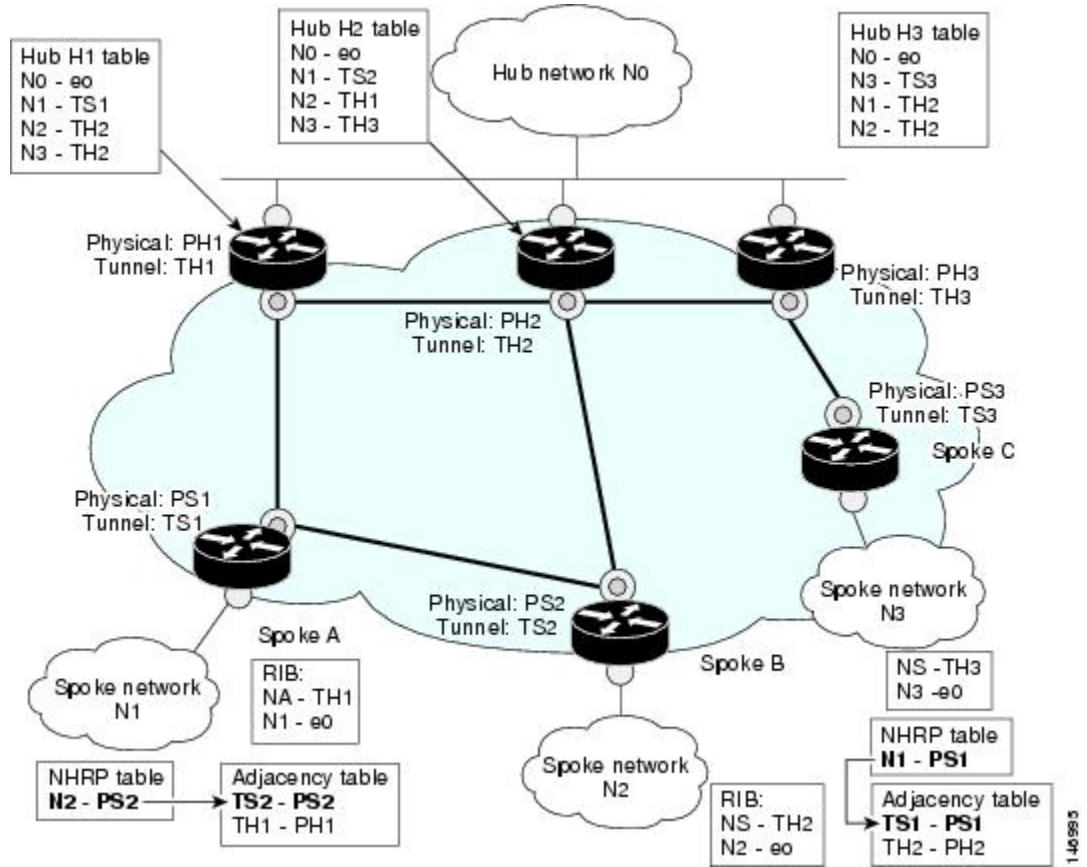 Hub H1 table
N0 - eo
N1 - TS1
N2 - TH2
N3 - TH2
Hub H2 table
N0 - eo
N1 - TS2
N2 - TH1
N3 - TH3
Hub network N0
Hub H3 table
N0 - eo
N3 - TS3
N1 - TH2
N2 - TH2
Physical: PH1
Tunnel: TH1
Physical: PH2
Tunnel: TH2
Physical: PH3
Tunnel: TH3
Physical: PS3
Tunnel: TS3
Spoke C
Physical: PS1
Tunnel: TS1
Spoke A
Physical: PS2
Tunnel: TS2
Spoke B
Spoke network
N3
Spoke network
N1
RIB:
NA - TH1
N1 - e0
NS -TH3
N3 -e0
NHRP table
N2 - PS2
Adjacency table
TS2 - PS2
TH1 - PH1
Spoke network
N2
RIB:
NS - TH2
N2 - eo
NHRP table
N1 - PS1
Adjacency table
TS1 - PS1
TH2 - PH2
146995